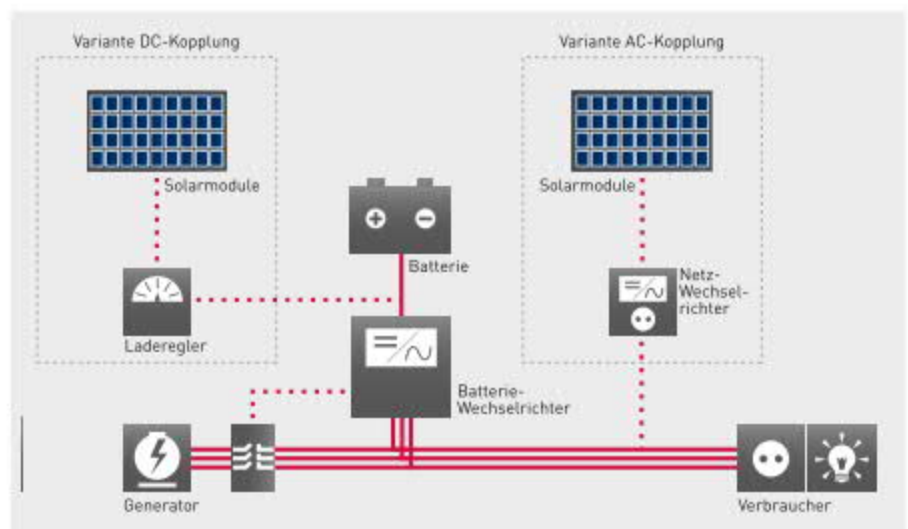 Variante DC-Kopplung
Variante AC-Kopplung
Solarmodule
Solarmodule
Batterie
Netz-
Wechsel-
richter
Laderegler
Batterie-
Wechselrichter
Generator
Verbraucher